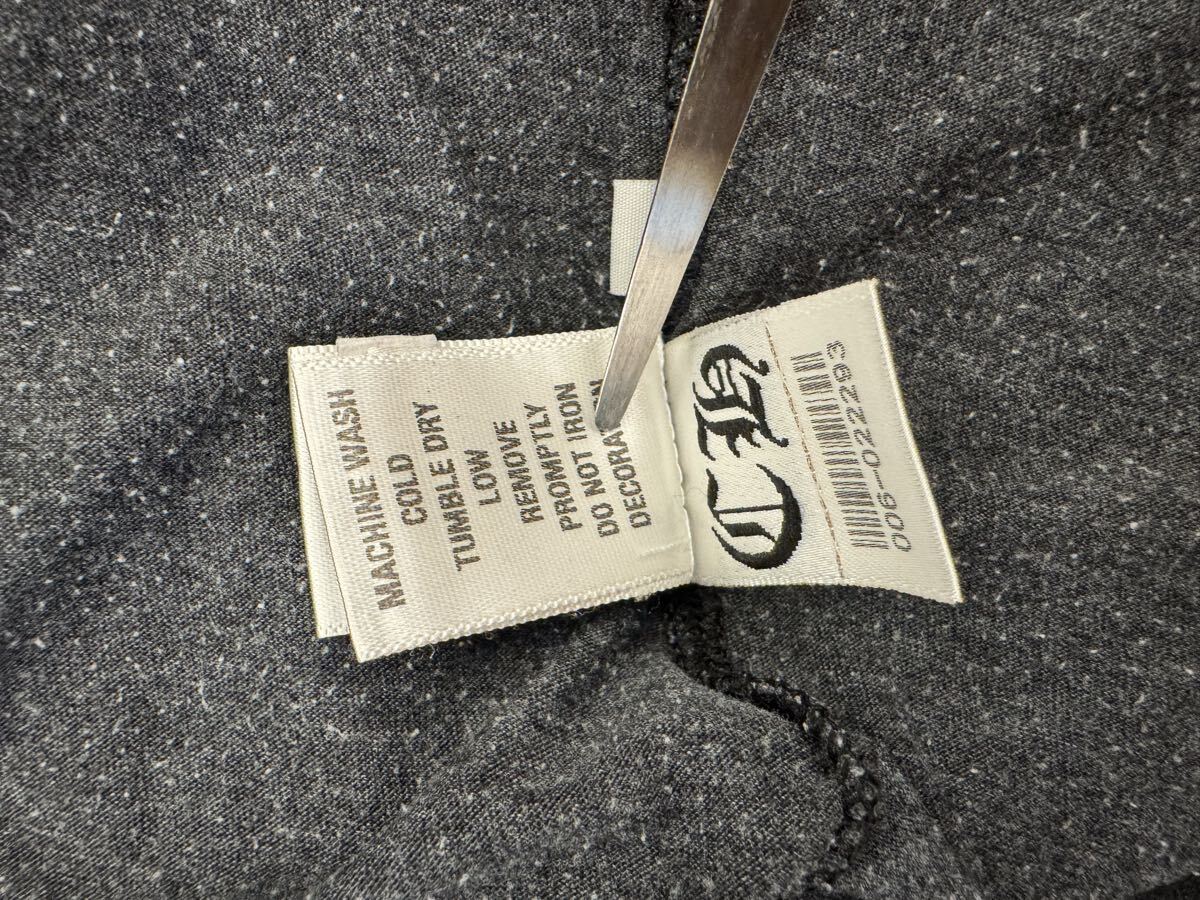 MACHINE WASH
COLD
TUMBLE DRY
LOW
REMOVE
PROMPTLY
DO NOT IRON
CH
006-022293